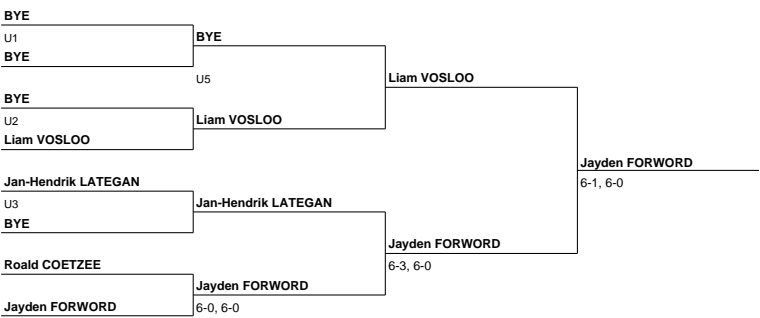 BYE
U1
BYE
BYE
U5
Liam VOSLOO
BYE
U2
Liam VOSLOO
Liam VOSLOO
Jayden FORWORD
6-1, 6-0
Jan-Hendrik LATEGAN
U3
Jan-Hendrik LATEGAN
BYE
Jayden FORWORD
6-3, 6-0
Roald COETZEE
Jayden FORWORD
Jayden FORWORD
6-0, 6-0